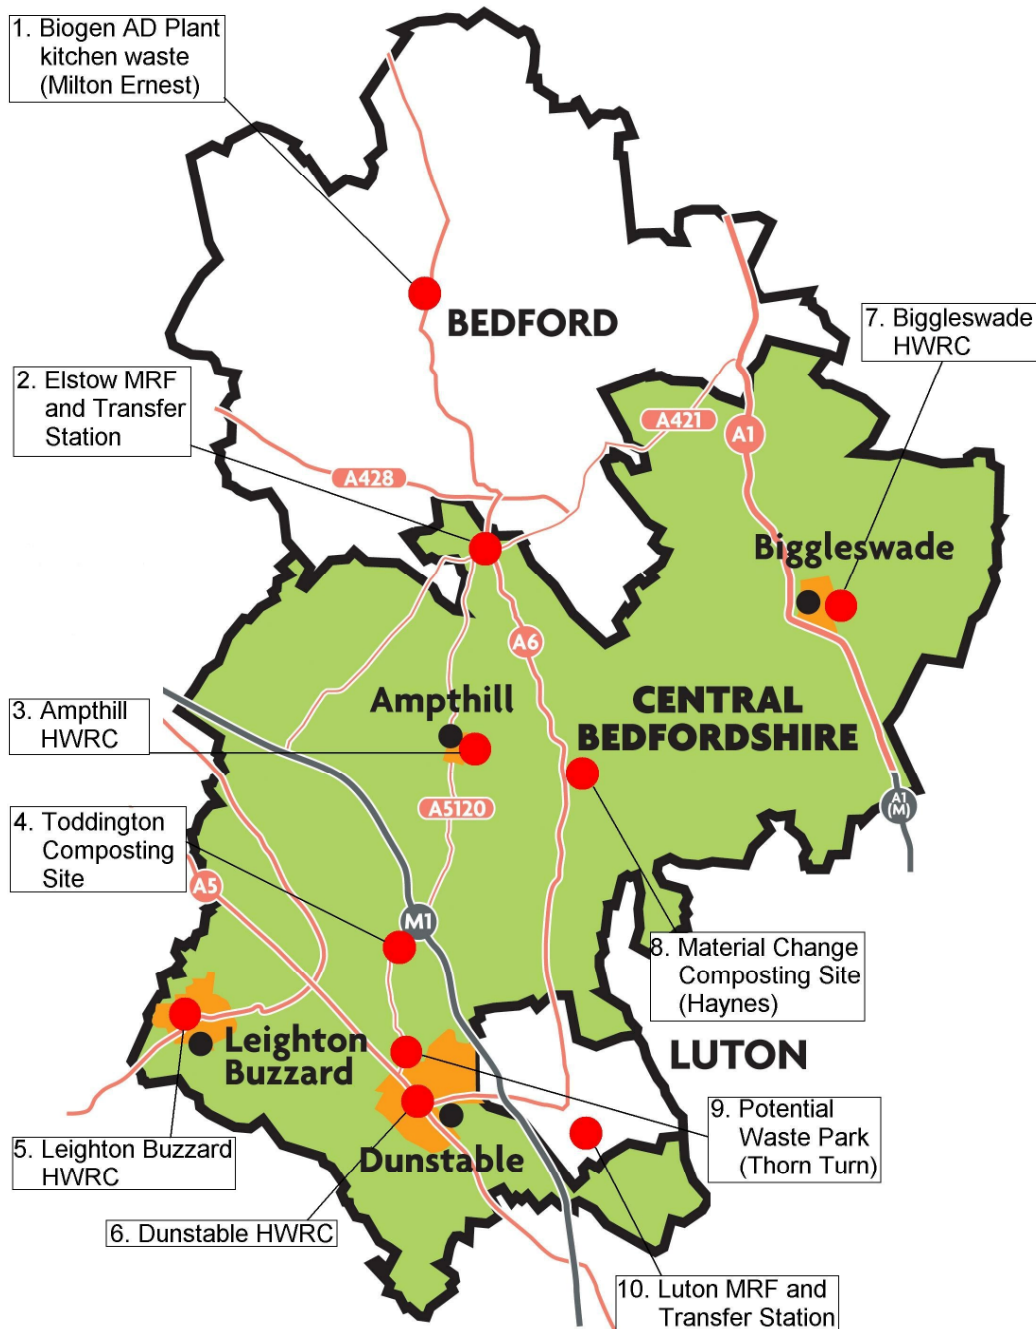 1. Biogen AD Plant
kitchen waste
(Milton Ernest)
BEDFORD
7. Biggleswade
HWRC
2. Elstow MRF
and Transfer
Station
A421
A1
A428
Biggleswade
A6
Ampthill
CENTRAL
BEDFORDSHIRE
3. Ampthill
HWRC
A5120
A1
(M)
4. Toddington
Composting
Site
A5
M1
8. Material Change
Composting Site
(Haynes)
Leighton
Buzzard
LUTON
9. Potential
Waste Park
(Thorn Turn)
5. Leighton Buzzard
HWRC
Dunstable
6. Dunstable HWRC
10. Luton MRF and
Transfer Station